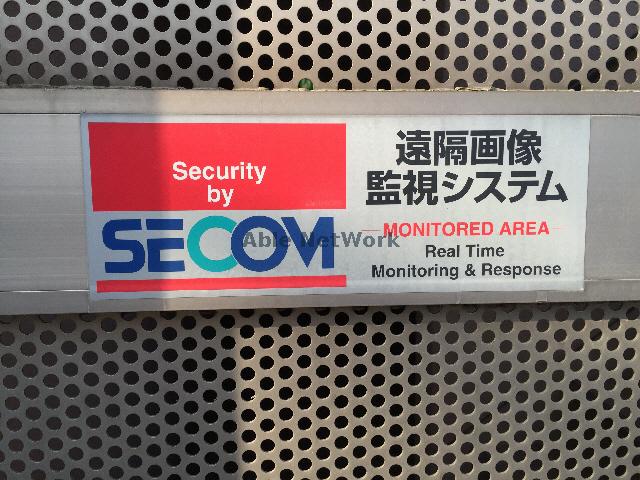 Security
by
SECOM
遠隔画像
監視システム
MONITORED AREA
Real Time
Monitoring & Response
Able NetWork